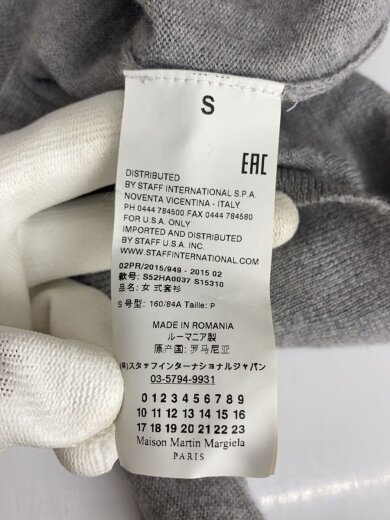 S
EAC
DISTRIBUTED
BY STAFF INTERNATIONAL S.P.A.
NOVENTA VICENTINA - ITALY
PH 0444 784500 FAX 0444 784580
FOR U.S.A. ONLY
IMPORTED AND DISTRIBUTED
BY STAFF U.S.A. INC.
WWW.STAFFINTERNATIONAL.COM
02PR/2015/949 - 2015 02
款号: S52HA0037 S15310
品名: 女 式套衫
S 号型: 160/84A Taille: P
MADE IN ROMANIA
ルーマニア製
原产国: 罗马尼亚
(株)スタッフインターナショナルジャパン
03-5794-9931
0 1 2 3 4 5 6 7 8 9
10 11 12 13 14 15 16
17 18 19 20 21 22 23
Maison Martin Margiela
PARIS